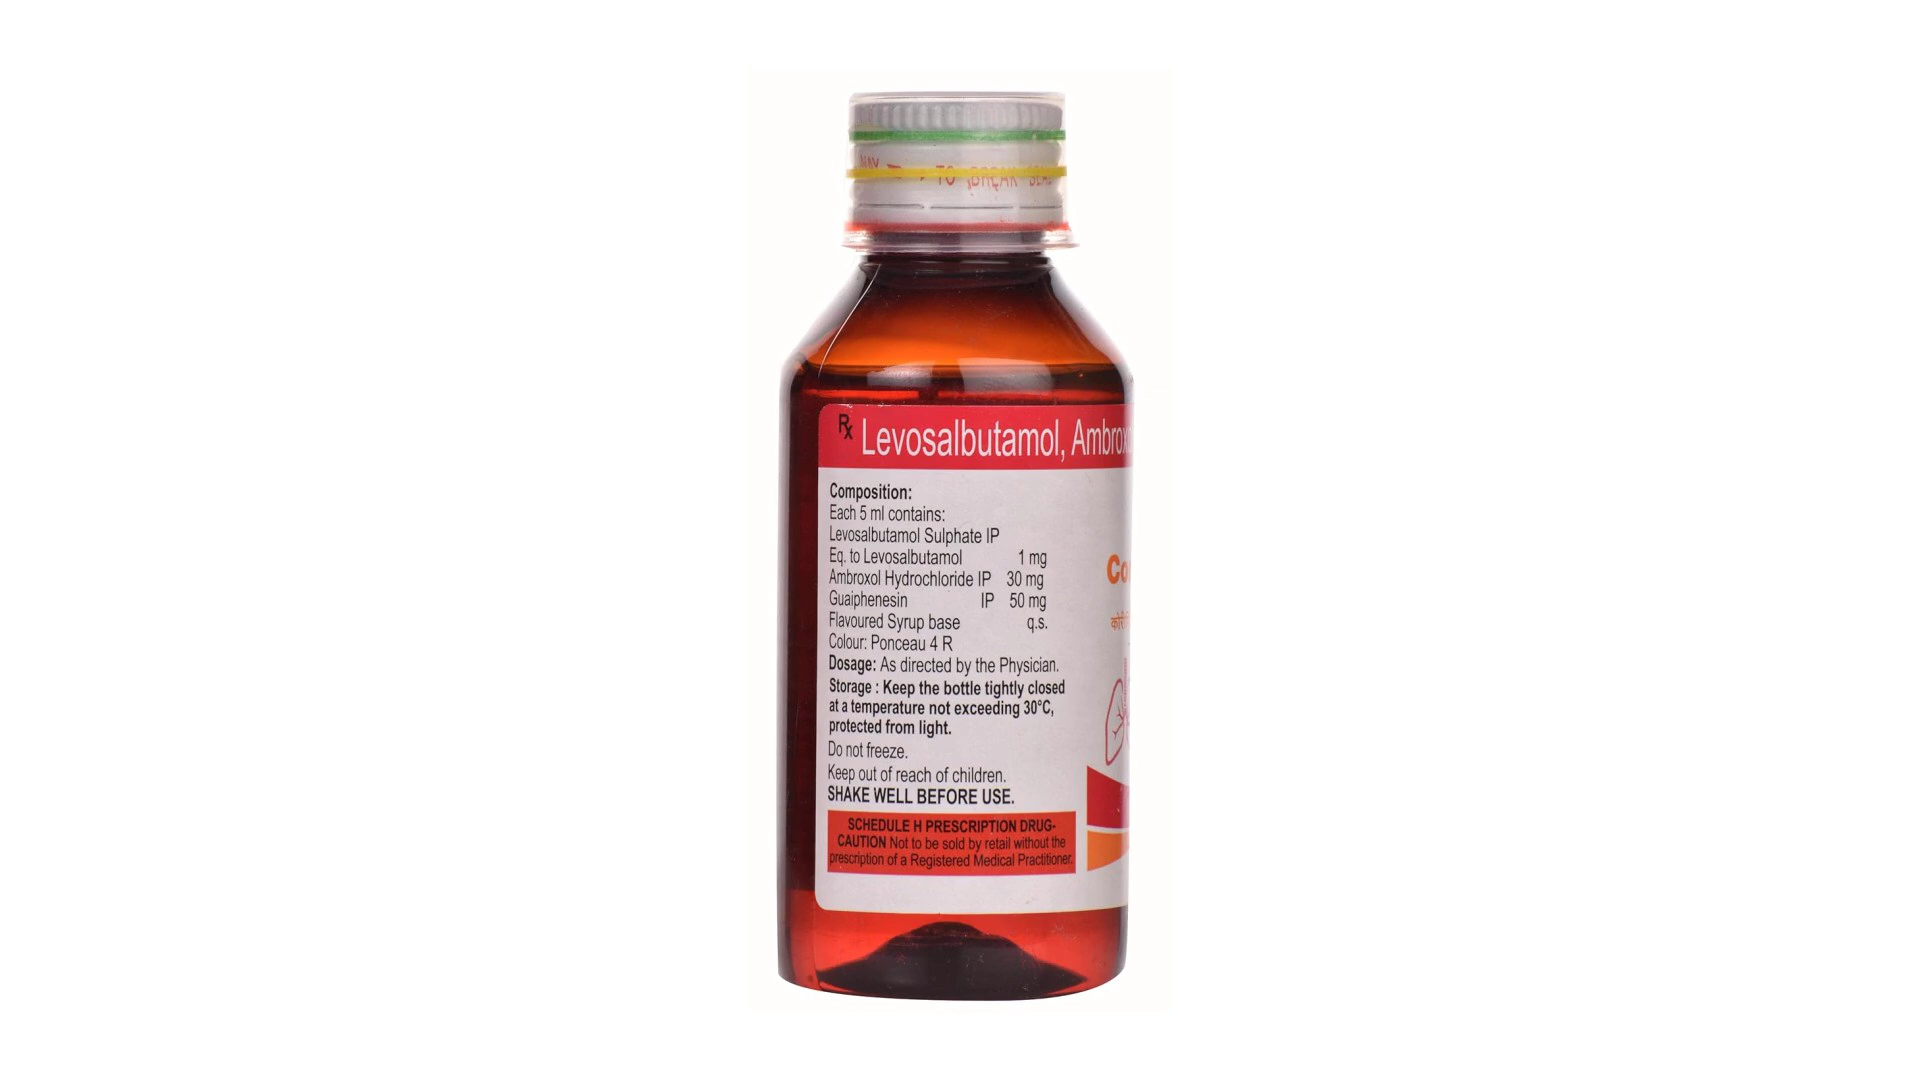 TO BREAK SEAL
Rx Levosalbutamol,
Composition:
Each 5 ml contains:
Levosalbutamol Sulphate IP
Eq. to Levosalbutamol 1 mg
Ambroxol Hydrochloride IP 30 mg
Guaiphenesin IP 50 mg
Flavoured Syrup base q.s.
Colour: Ponceau 4 R
Dosage: As directed by the Physician.
Storage : Keep the bottle tightly closed
at a temperature not exceeding 30°C,
protected from light.
Do not freeze.
Keep out of reach of children.
SHAKE WELL BEFORE USE.
SCHEDULE H PRESCRIPTION DRUG-
CAUTION Not to be sold by retail without the
prescription of a Registered Medical Practitioner.